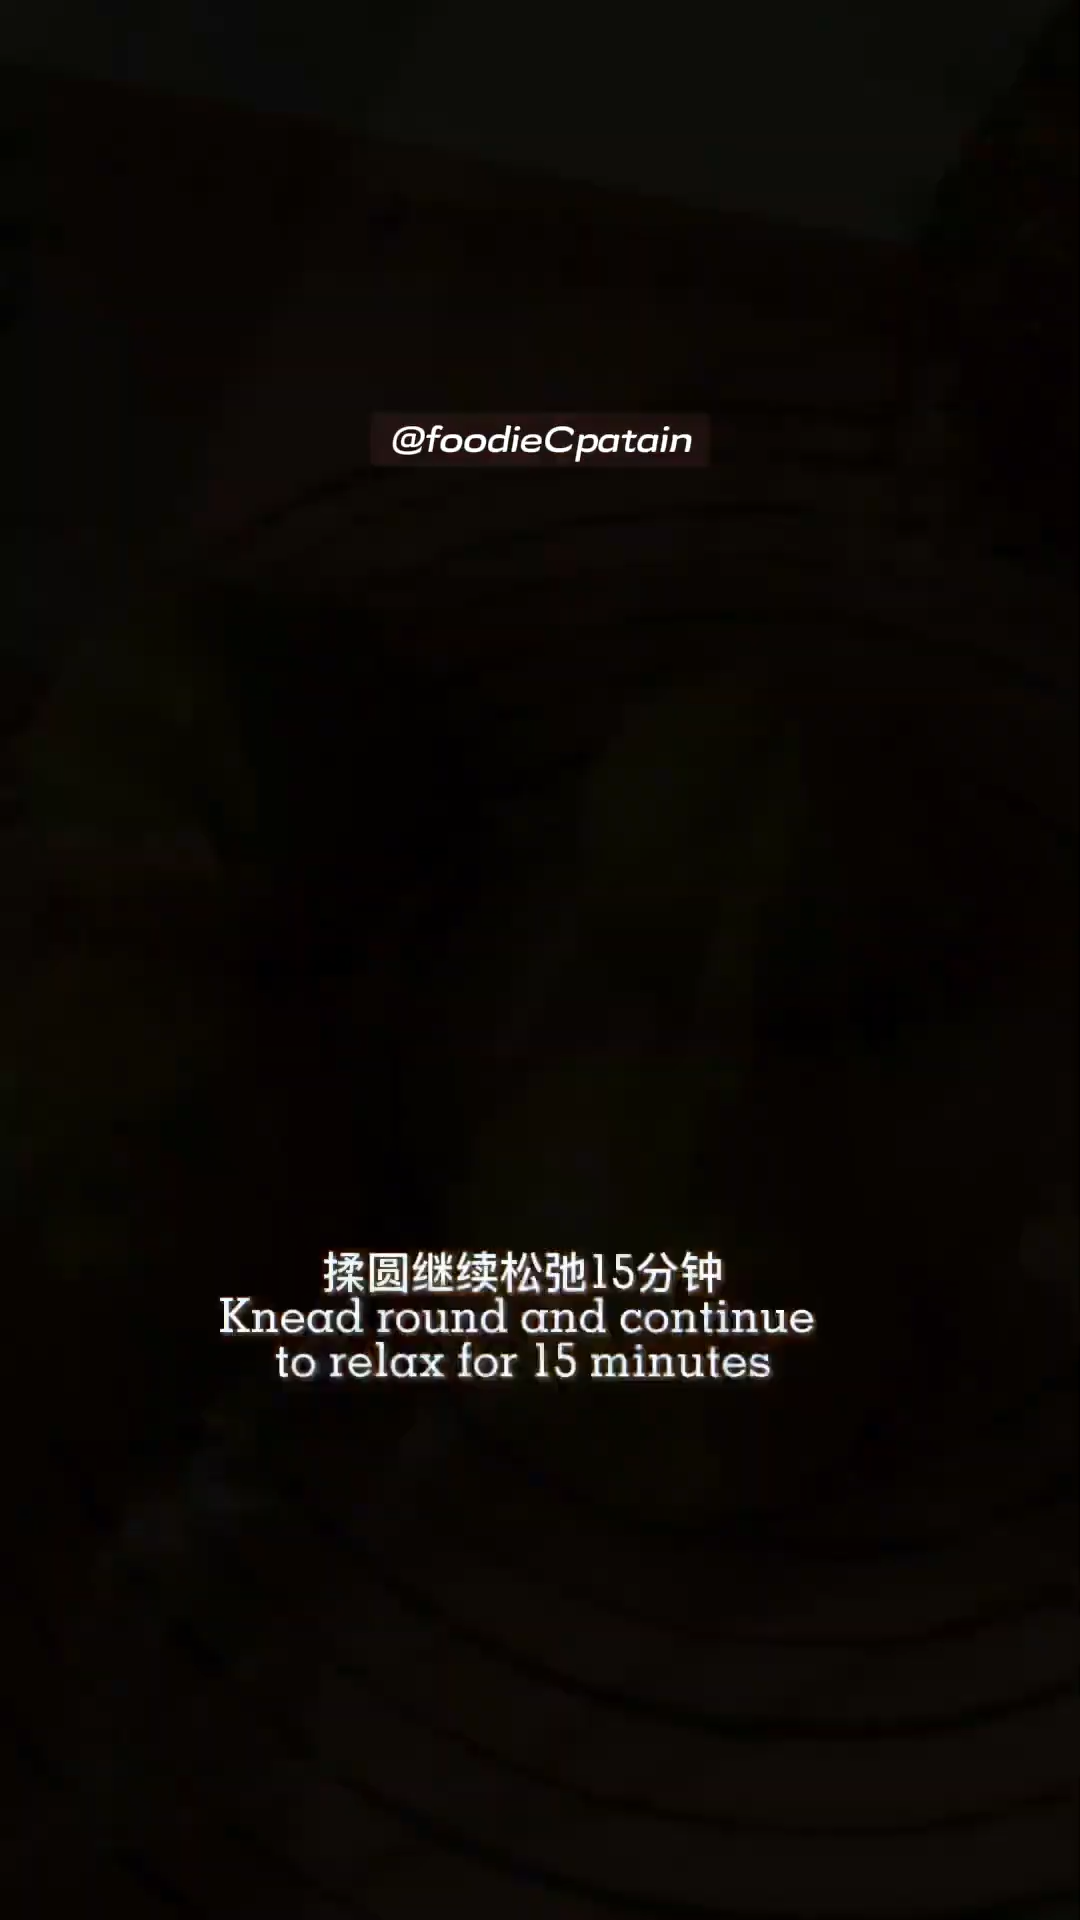 @foodieCpatain
揉圆继续松弛15分钟
Knead round and continue
to relax for 15 minutes